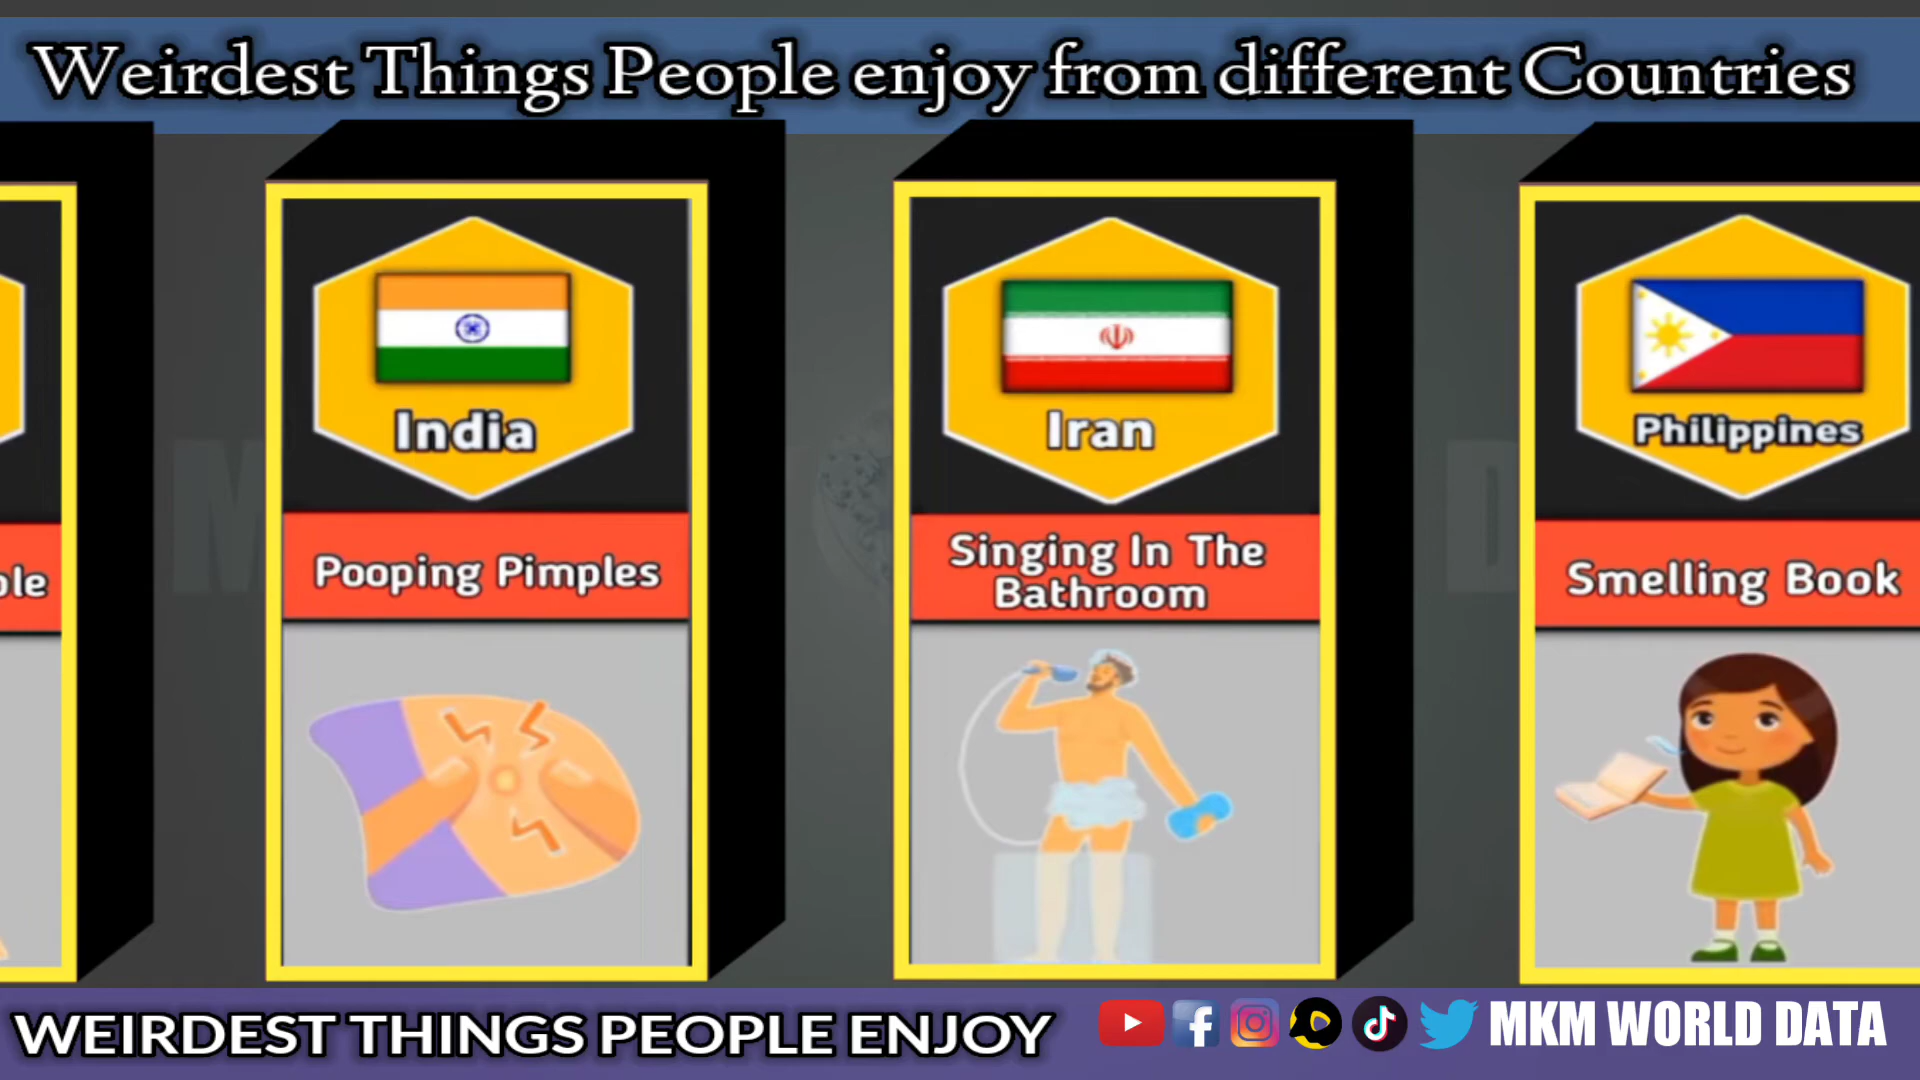 Weirdest Things People enjoy from different Countries
India
Iran
Philippines
Pooping Pimples
Singing In The
Bathroom
Smelling Book
WEIRDEST THINGS PEOPLE ENJOY
MKM WORLD DATA